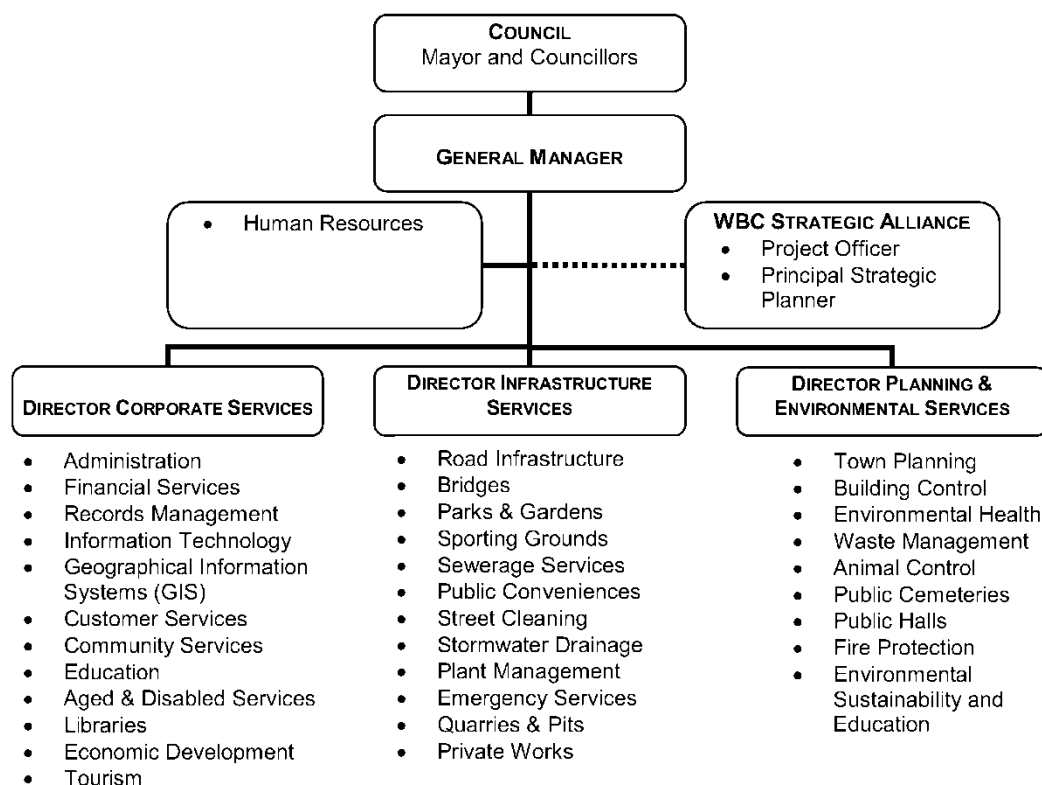 COUNCIL
Mayor and Councillors
GENERAL MANAGER
• Human Resources
WBC STRATEGIC ALLIANCE
• Project Officer
• Principal Strategic
Planner
DIRECTOR CORPORATE SERVICES
• Administration
• Financial Services
• Records Management
• Information Technology
• Geographical Information
Systems (GIS)
• Customer Services
• Community Services
• Education
• Aged & Disabled Services
• Libraries
• Economic Development
• Tourism
DIRECTOR INFRASTRUCTURE
SERVICES
• Road Infrastructure
• Bridges
• Parks & Gardens
• Sporting Grounds
• Sewerage Services
• Public Conveniences
• Street Cleaning
• Stormwater Drainage
• Plant Management
• Emergency Services
• Quarries & Pits
• Private Works
DIRECTOR PLANNING &
ENVIRONMENTAL SERVICES
• Town Planning
• Building Control
• Environmental Health
• Waste Management
• Animal Control
• Public Cemeteries
• Public Halls
• Fire Protection
• Environmental
Sustainability and
Education